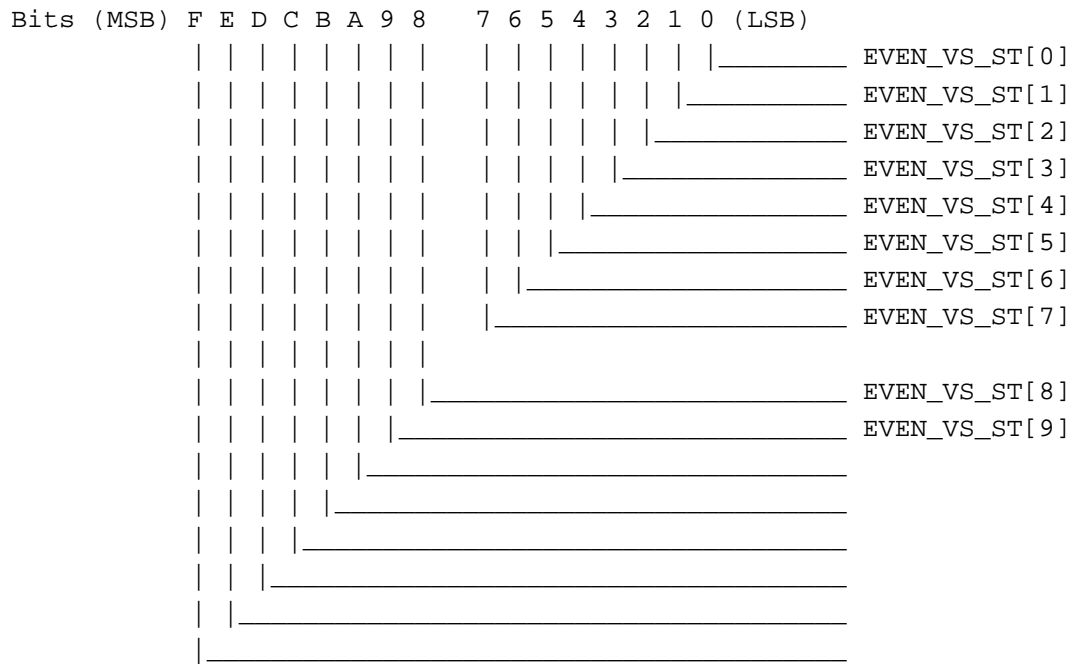 Bits (MSB) F E D C B A 9 8 7 6 5 4 3 2 1 0 (LSB)
EVEN_VS_ST[0]
EVEN_VS_ST[1]
EVEN_VS_ST[2]
EVEN_VS_ST[3]
EVEN_VS_ST[4]
EVEN_VS_ST[5]
EVEN_VS_ST[6]
EVEN_VS_ST[7]
EVEN_VS_ST[8]
EVEN_VS_ST[9]